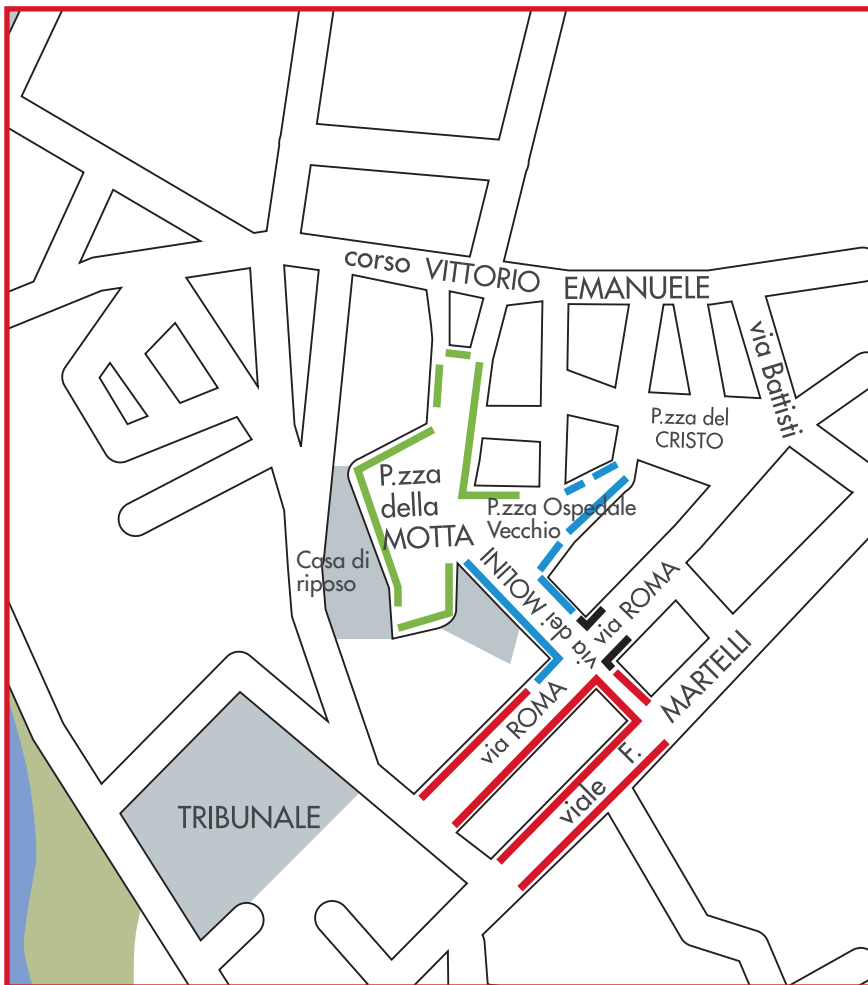 corso VITTORIO EMANUELE
via Battisti
P.zza del
CRISTO
P.zza
della
MOTTA
P.zza Ospedale
Vecchio
Casa di
riposo
via dei MOLINI
via ROMA
via ROMA
viale F. MARTELLI
TRIBUNALE